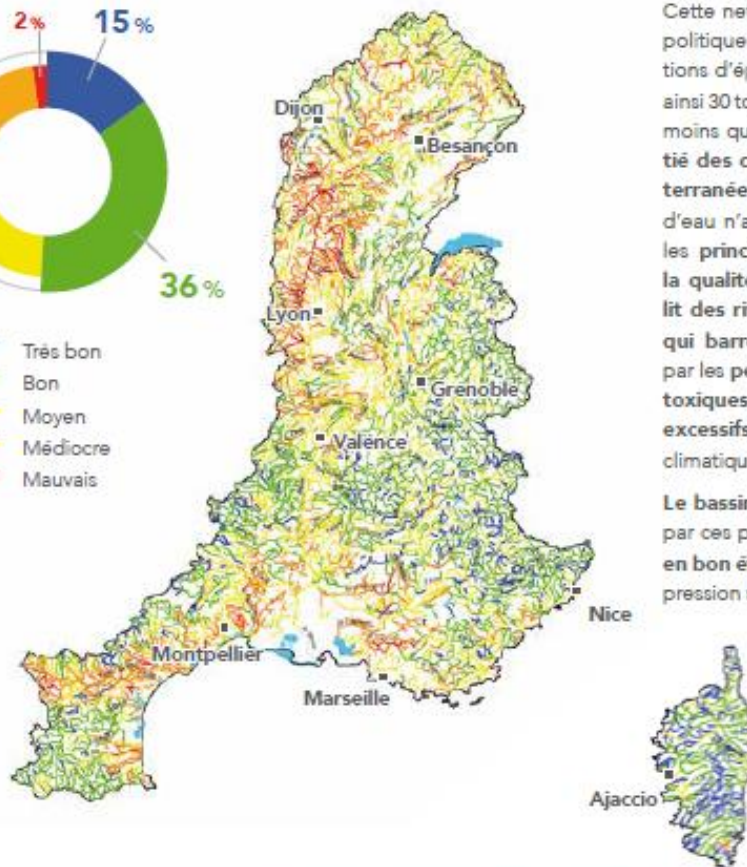 2%
15%
36%
Très bon
Bon
Moyen
Médiocre
Mauvais
Dijon
Besançon
Lyon
Grenoble
Valence
Montpellier
Marseille
Nice
Ajaccio
Cette ne
politique
tions d'ép
ainsi 30 to
moins qu
tié des c
terranée
d'eau n'a
les princ
la qualit
lit des ri
qui barr
par les pe
toxiques
excessifs
climatiqu
Le bassin
par ces p
en bon é
pression